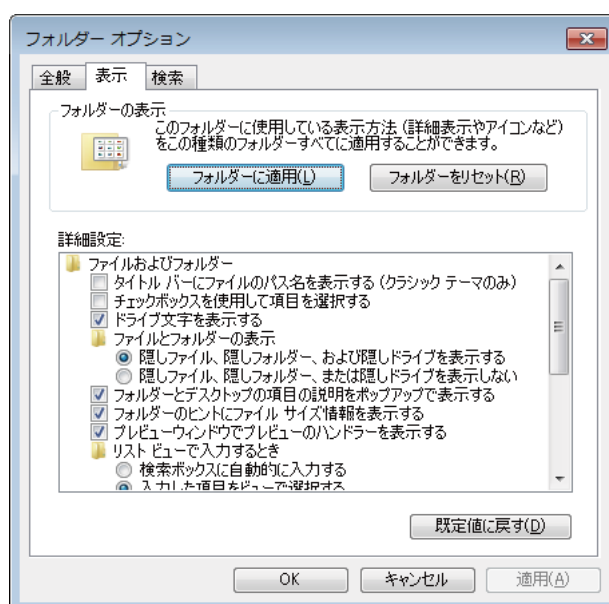 フォルダー オプション
全般 表示 検索
フォルダーの表示
このフォルダーに使用している表示方法 (詳細表示やアイコンなど)
をこの種類のフォルダーすべてに適用することができます。
フォルダーに適用(L) フォルダーをリセット(R)
詳細設定:
ファイルおよびフォルダー
タイトル バーにファイルのパス名を表示する (クラシック テーマのみ)
チェックボックスを使用して項目を選択する
ドライブ文字を表示する
ファイルとフォルダーの表示
隠しファイル、隠しフォルダー、および隠しドライブを表示する
隠しファイル、隠しフォルダー、または隠しドライブを表示しない
フォルダーとデスクトップの項目の説明をポップアップで表示する
フォルダーのヒントにファイル サイズ情報を表示する
プレビューウィンドウでプレビューのハンドラーを表示する
リスト ビューで入力するとき
検索ボックスに自動的に入力する
入力した項目をビューで選択する
既定値に戻す(D)
OK キャンセル 適用(A)